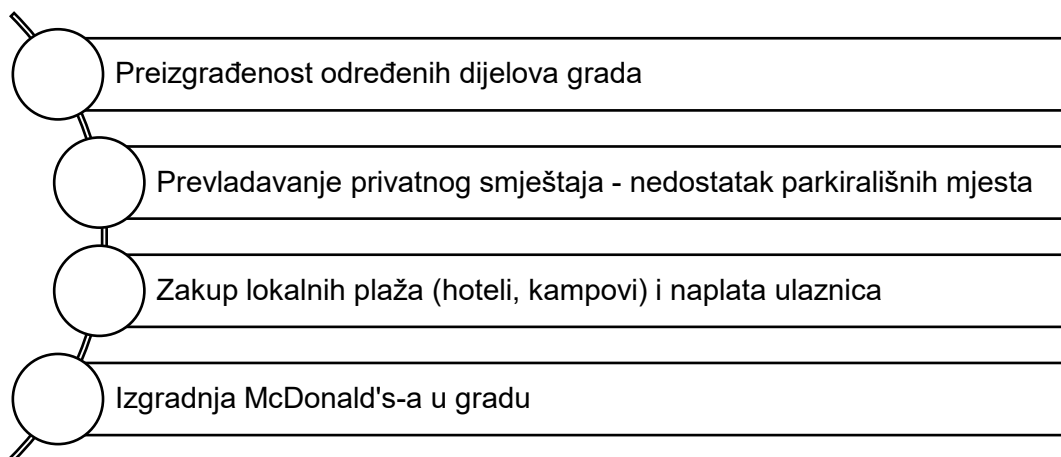 Preizgrađenost određenih dijelova grada
Prevladavanje privatnog smještaja - nedostatak parkirališnih mjesta
Zakup lokalnih plaža (hoteli, kampovi) i naplata ulaznica
Izgradnja McDonald's-a u gradu